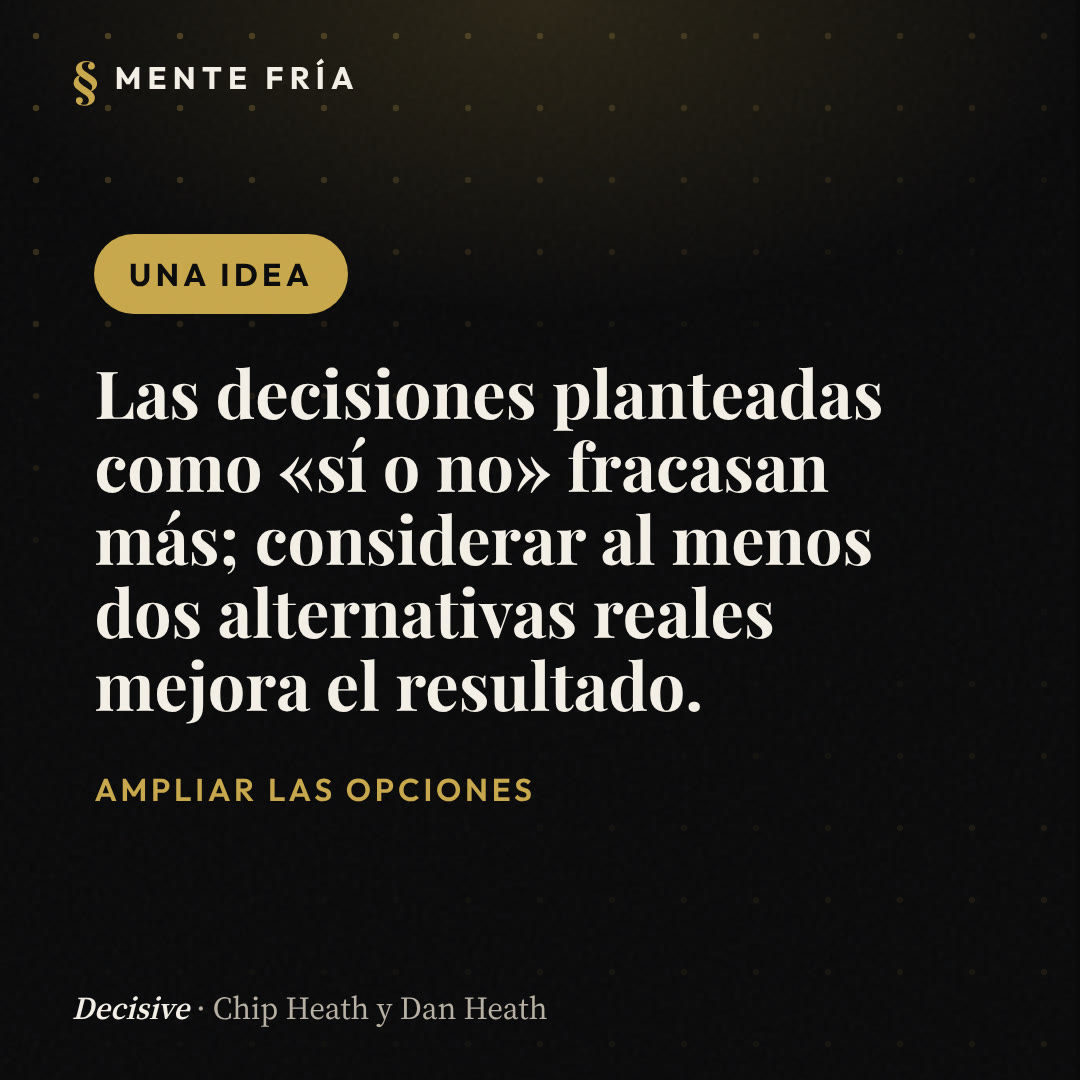 § MENTE FRÍA
UNA IDEA
Las decisiones planteadas
como «sí o no» fracasan
más; considerar al menos
dos alternativas reales
mejora el resultado.
AMPLIAR LAS OPCIONES
Decisive · Chip Heath y Dan Heath